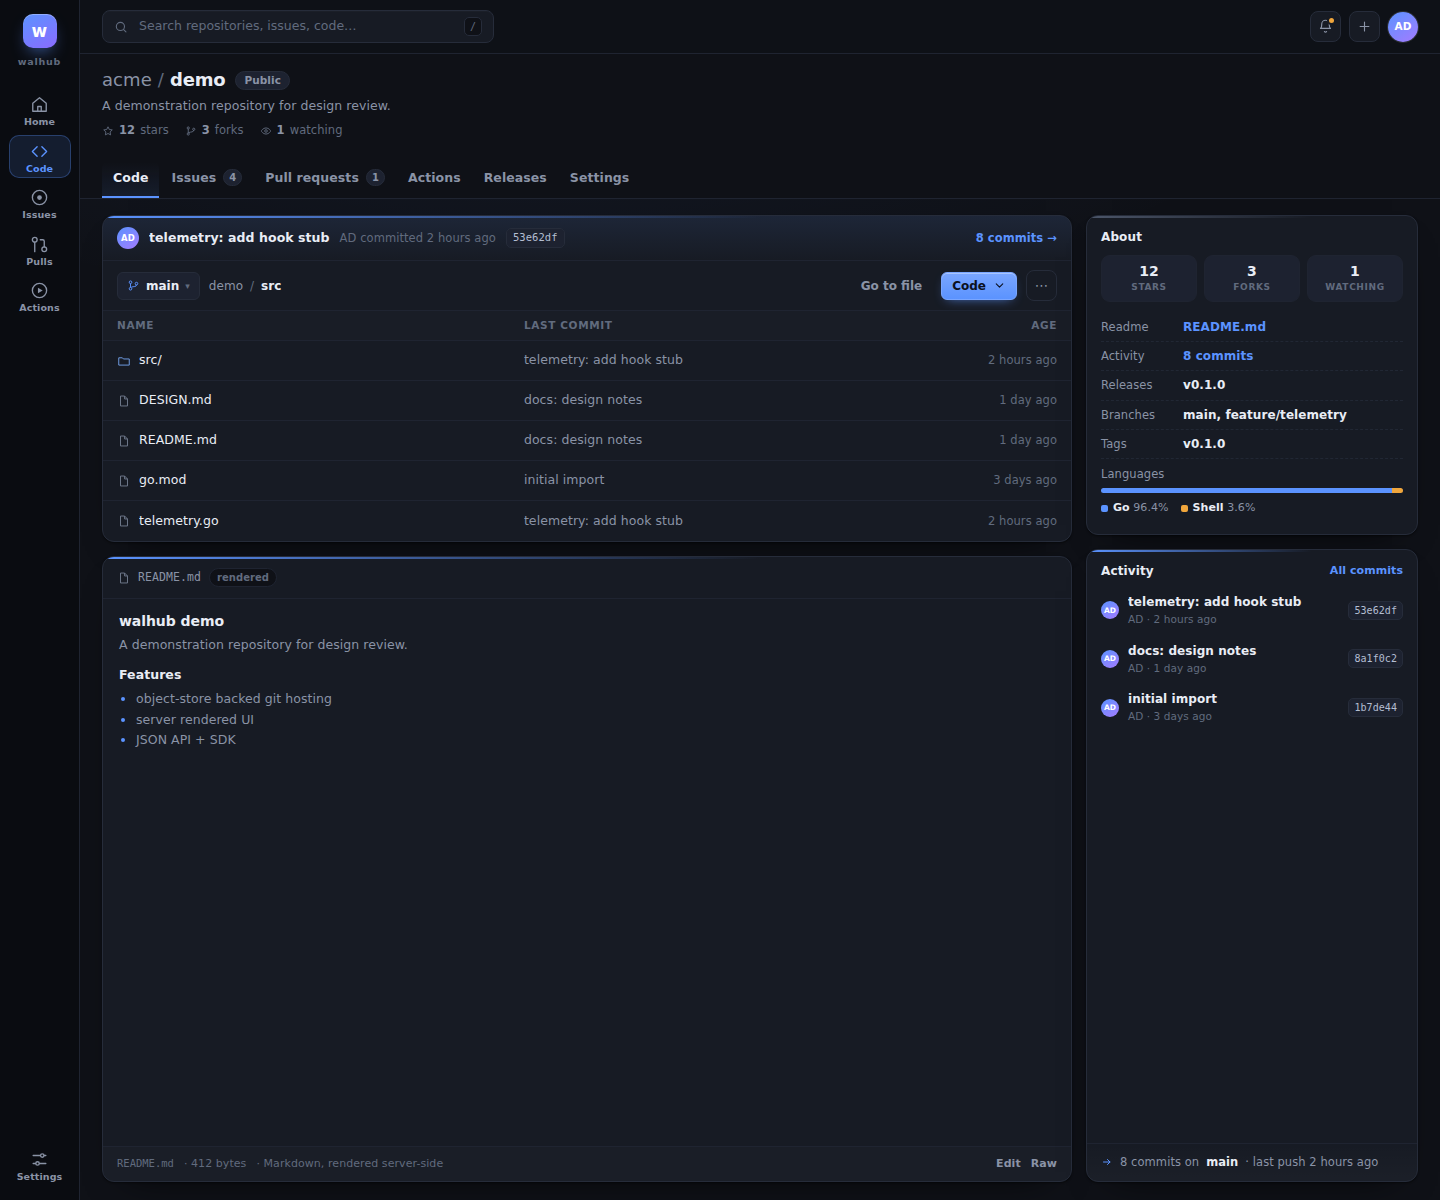 W
walhub
Home
Code
Issues
Pulls
Actions
Settings
Search repositories, issues, code...
/
AD
acme / demo Public
A demonstration repository for design review.
12 stars 3 forks 1 watching
Code Issues 4 Pull requests 1 Actions Releases Settings
AD telemetry: add hook stub AD committed 2 hours ago 53e62df 8 commits →
main ▾ demo / src Go to file Code ⋯
NAME LAST COMMIT AGE
src/ telemetry: add hook stub 2 hours ago
DESIGN.md docs: design notes 1 day ago
README.md docs: design notes 1 day ago
go.mod initial import 3 days ago
telemetry.go telemetry: add hook stub 2 hours ago
README.md rendered
walhub demo
A demonstration repository for design review.
Features
• object-store backed git hosting
• server rendered UI
• JSON API + SDK
README.md · 412 bytes · Markdown, rendered server-side Edit Raw
About
12 3 1
STARS FORKS WATCHING
Readme README.md
Activity 8 commits
Releases v0.1.0
Branches main, feature/telemetry
Tags v0.1.0
Languages
Go 96.4% Shell 3.6%
Activity All commits
AD telemetry: add hook stub 53e62df
AD · 2 hours ago
AD docs: design notes 8a1f0c2
AD · 1 day ago
AD initial import 1b7de44
AD · 3 days ago
→ 8 commits on main · last push 2 hours ago